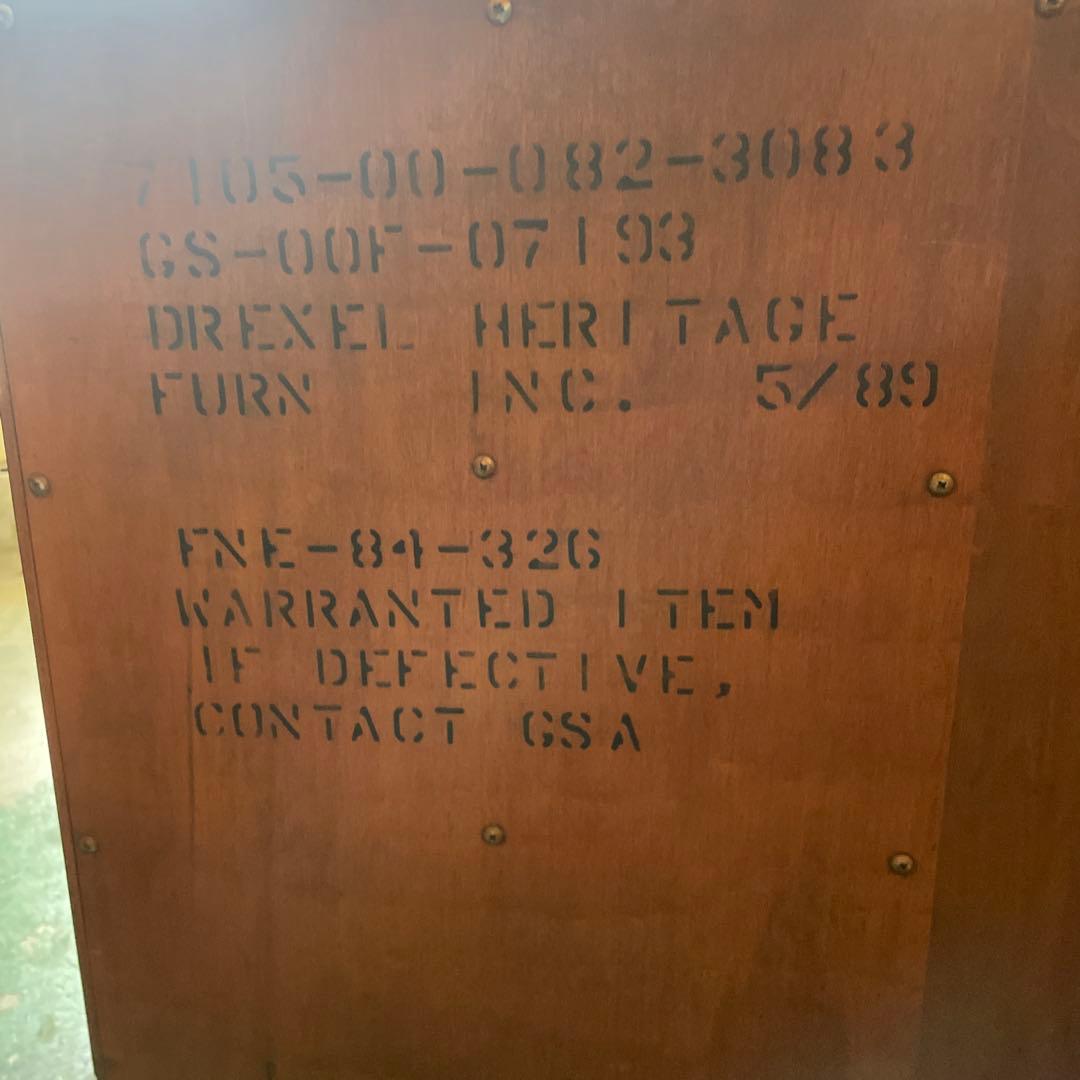 7105-00-082-3083
GS-00F-07193
DREXEL HERITAGE
FURN INC. 5/89
FNE-84-326
WARRANTED ITEM
IF DEFECTIVE,
CONTACT GSA